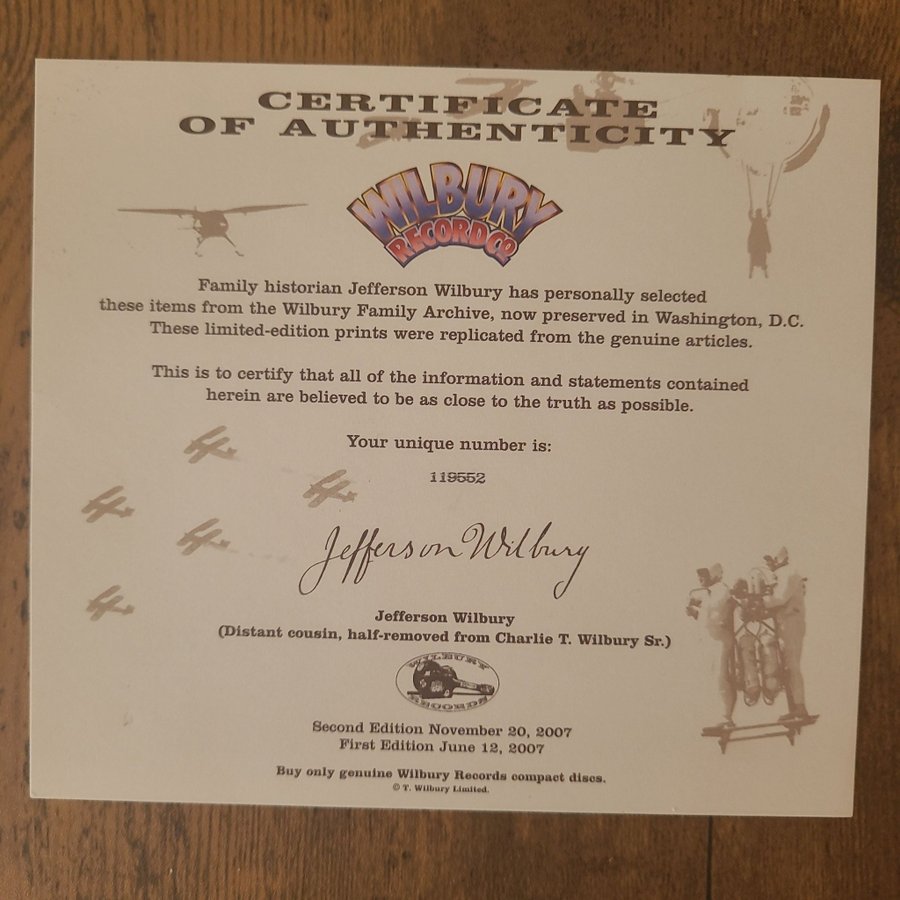 CERTIFICATE
OF AUTHENTICITY
WILBURY
RECORD CO
Family historian Jefferson Wilbury has personally selected
these items from the Wilbury Family Archive, now preserved in Washington, D.C.
These limited-edition prints were replicated from the genuine articles.
This is to certify that all of the information and statements contained
herein are believed to be as close to the truth as possible.
Your unique number is:
119552
Jefferson Wilbury
Jefferson Wilbury
(Distant cousin, half-removed from Charlie T. Wilbury Sr.)
WILBURY
RECORDS
Second Edition November 20, 2007
First Edition June 12, 2007
Buy only genuine Wilbury Records compact discs.
© T. Wilbury Limited.